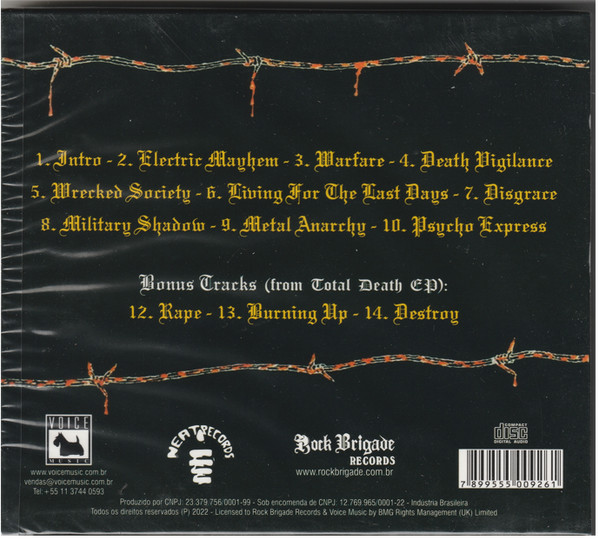 1. Intro - 2. Electric Mayhem - 3. Warfare - 4. Death Vigilance
5. Wrecked Society - 6. Living For The Last Days - 7. Disgrace
8. Military Shadow - 9. Metal Anarchy - 10. Psycho Express
Bonus Tracks (from Total Death EP):
12. Rape - 13. Burning Up - 14. Destroy
VOICE
MUSIC
www.voicemusic.com.br
vendas@voicemusic.com.br
Tel: +55 11 3744 0593
HEAT RECORDS
Rock Brigade
RECORDS
www.rockbrigade.com.br
COMPACT
disc
DIGITAL AUDIO
7899555009261
Produzido por CNPJ: 23.379.756/0001-99 - Sob encomenda de CNPJ: 12.769.965/0001-22 - Industria Brasileira
Todos os direitos reservados (P) 2022 - Licensed to Rock Brigade Records & Voice Music by BMG Rights Management (UK) Limited